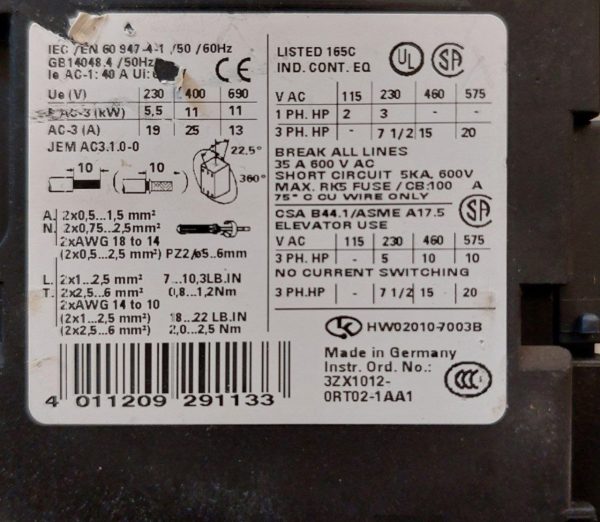 IEC / EN 60 947-4-1 /50 /60Hz
GB14048.4 /50Hz
Ie AC-1: 40 A Ui:
CE
Ue (V) 230 400 690
AC-3 (kW) 5,5 11 11
AC-3 (A) 19 25 13
JEM AC3.1.0-0
10 10 22,5° 360°
A. 2x0,5...1,5 mm²
N. 2x0,75...2,5mm²
2xAWG 18 to 14
(2x0,5...2,5 mm²) PZ2/ø5...6mm
L. 2x1...2,5 mm² 7...10,3LB.IN
T. 2x2,5...6 mm² 0,8...1,2Nm
2xAWG 14 to 10
(2x1...2,5 mm²) 18...22 LB.IN
(2x2,5...6 mm²) 2,0...2,5 Nm
4 011209 291133
LISTED 165C UL SA
IND. CONT. EQ
V AC 115 230 460 575
1 PH. HP 2 3 - -
3 PH. HP - 7 1/2 15 20
BREAK ALL LINES
35 A 600 V AC
SHORT CIRCUIT 5KA, 600V
MAX. RK5 FUSE / CB:100 A
75° C CU WIRE ONLY
CSA B44.1/ASME A17.5 SA
ELEVATOR USE
V AC 115 230 460 575
3 PH. HP - 5 10 10
NO CURRENT SWITCHING
3 PH.HP - 7 1/2 15 20
HW02010-7003B
Made in Germany
Instr. Ord. No.:
3ZX1012-
0RT02-1AA1
CCC